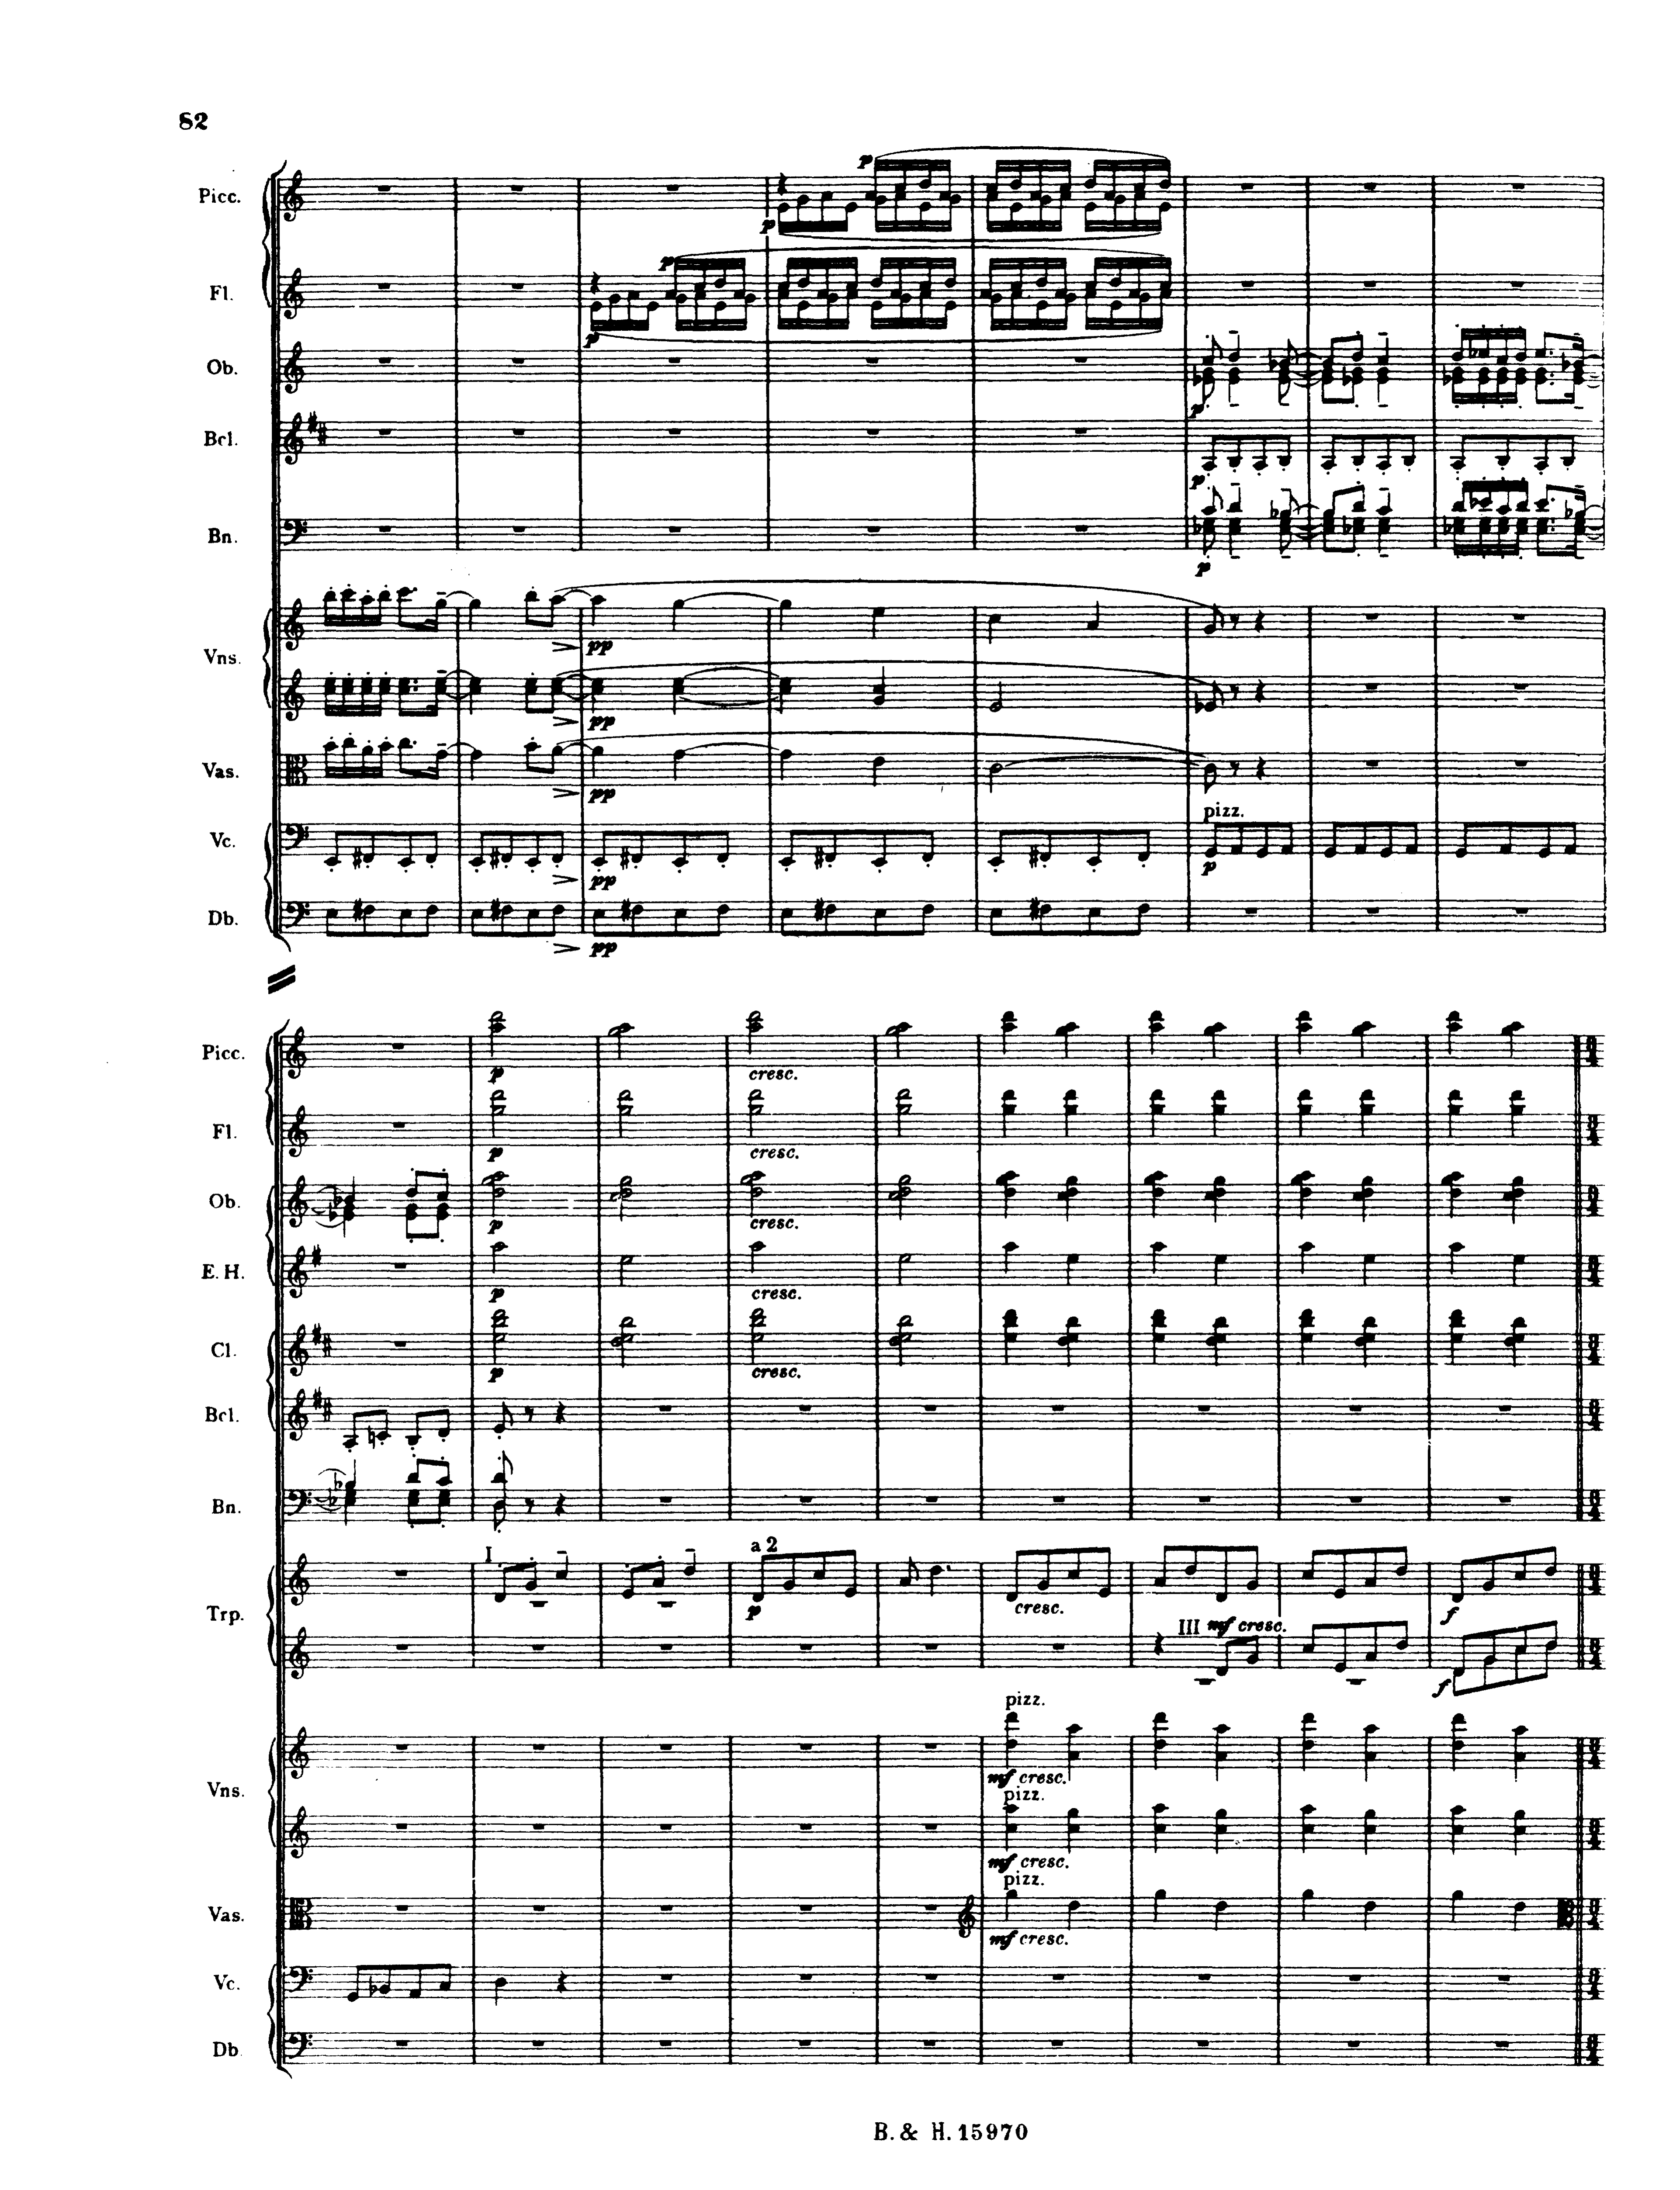 82
Picc.
p
p
Fl.
p
p
Ob.
p
Bcl.
p
Bn.
p
Vns.
pp
pp
Vas.
pp
pizz.
Vc.
pp
p
Db.
pp
Picc.
p
cresc.
Fl.
p
cresc.
Ob.
p
cresc.
E. H.
p
cresc.
Cl.
p
cresc.
Bcl.
Bn.
I
a 2
p
cresc.
f
Trp.
III mf cresc.
f
pizz.
mf cresc.
Vns.
pizz.
mf cresc.
pizz.
Vas.
mf cresc.
Vc.
Db.
B. & H. 15970